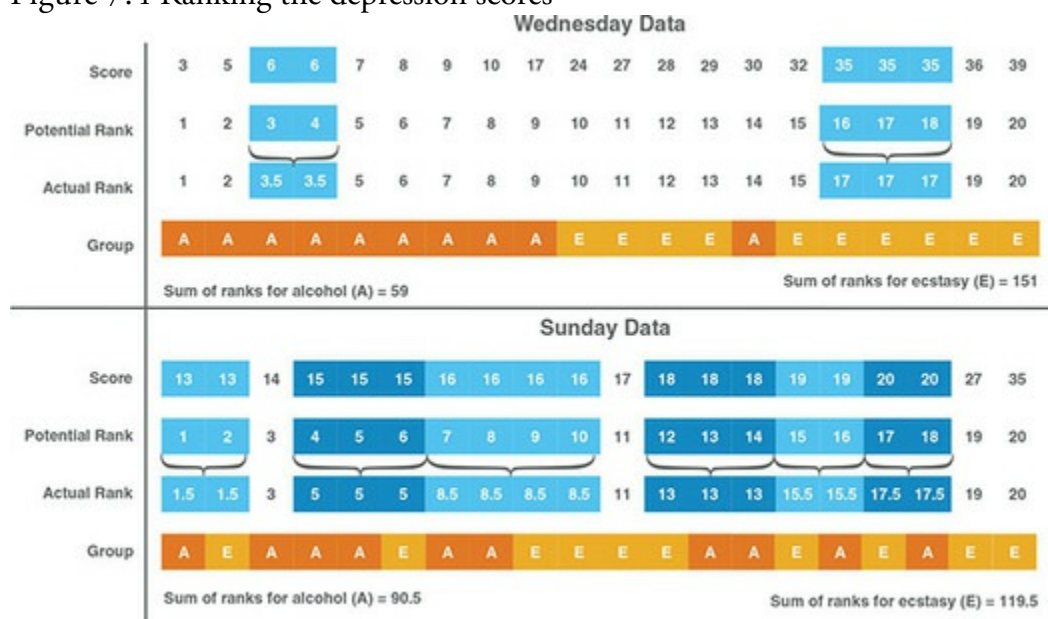 Figure 7.4 Ranking the depression scores
Wednesday Data
Score 3 5 6 6 7 8 9 10 17 24 27 28 29 30 32 35 35 35 36 39
Potential Rank 1 2 3 4 5 6 7 8 9 10 11 12 13 14 15 16 17 18 19 20
Actual Rank 1 2 3.5 3.5 5 6 7 8 9 10 11 12 13 14 15 17 17 17 19 20
Group A A A A A A A A A E E E E A E E E E E E
Sum of ranks for alcohol (A) = 59 Sum of ranks for ecstasy (E) = 151
Sunday Data
Score 13 13 14 15 15 15 16 16 16 16 17 18 18 18 19 19 20 20 27 35
Potential Rank 1 2 3 4 5 6 7 8 9 10 11 12 13 14 15 16 17 18 19 20
Actual Rank 1.5 1.5 3 5 5 5 8.5 8.5 8.5 8.5 11 13 13 13 15.5 15.5 17.5 17.5 19 20
Group A E A A A E A A E E E E A A E A E A E E
Sum of ranks for alcohol (A) = 90.5 Sum of ranks for ecstasy (E) = 119.5